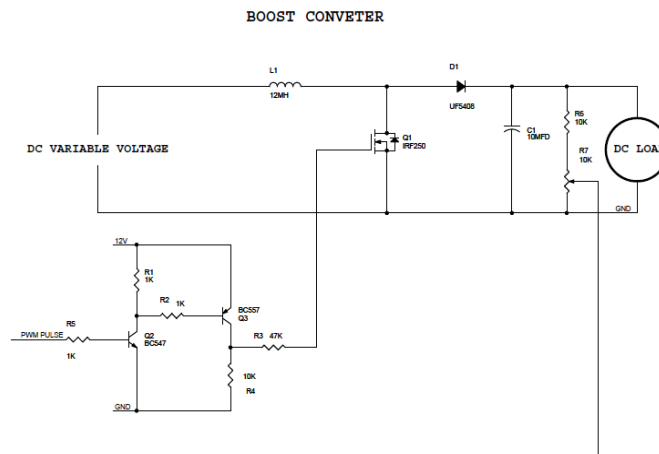 BOOST CONVETER
L1
12MH
D1
UF5408
Q1
IRF250
C1
10MFD
R6
10K
R7
10K
DC VARIABLE VOLTAGE
DC LOA
GND
12V
R1
1K
R2 1K
BC557
Q3
R5
PWM PULSE
1K
Q2
BC547
R3 47K
10K
R4
GND